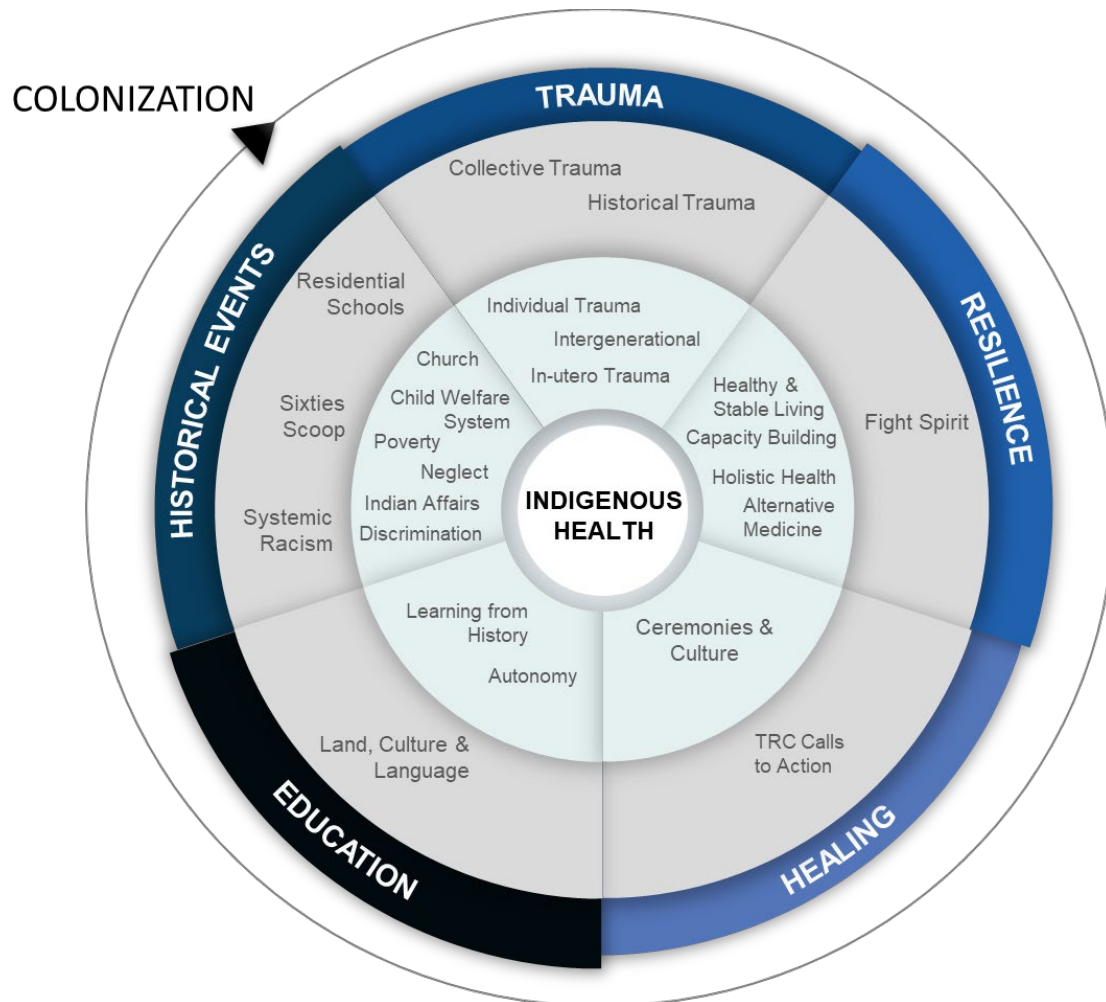 COLONIZATION
TRAUMA
Collective Trauma
Historical Trauma
Individual Trauma
Intergenerational
In-utero Trauma
RESILIENCE
Fight Spirit
Healthy &
Stable Living
Capacity Building
Holistic Health
Alternative
Medicine
HEALING
TRC Calls
to Action
Ceremonies &
Culture
EDUCATION
Land, Culture &
Language
Learning from
History
Autonomy
HISTORICAL EVENTS
Residential
Schools
Sixties
Scoop
Systemic
Racism
Church
Child Welfare
System
Poverty
Neglect
Indian Affairs
Discrimination
INDIGENOUS
HEALTH